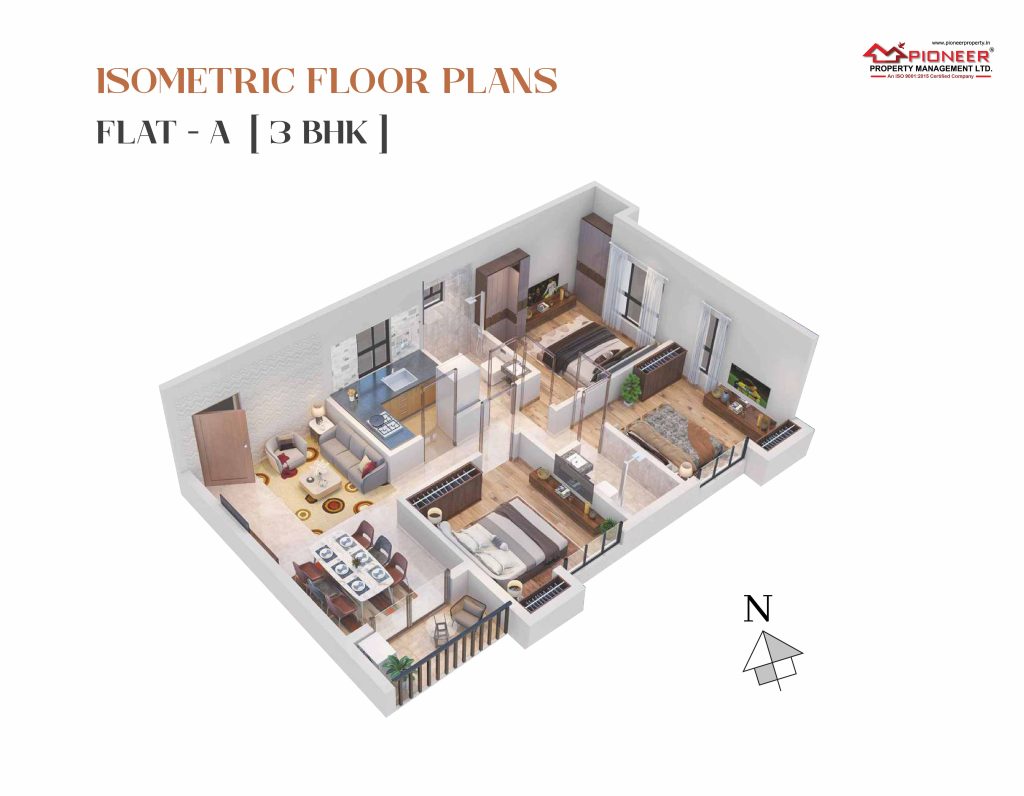 www.pioneerproperty.in
PIONEER®
PROPERTY MANAGEMENT LTD.
An ISO 9001:2015 Certified Company
ISOMETRIC FLOOR PLANS
FLAT - A [ 3 BHK ]
N